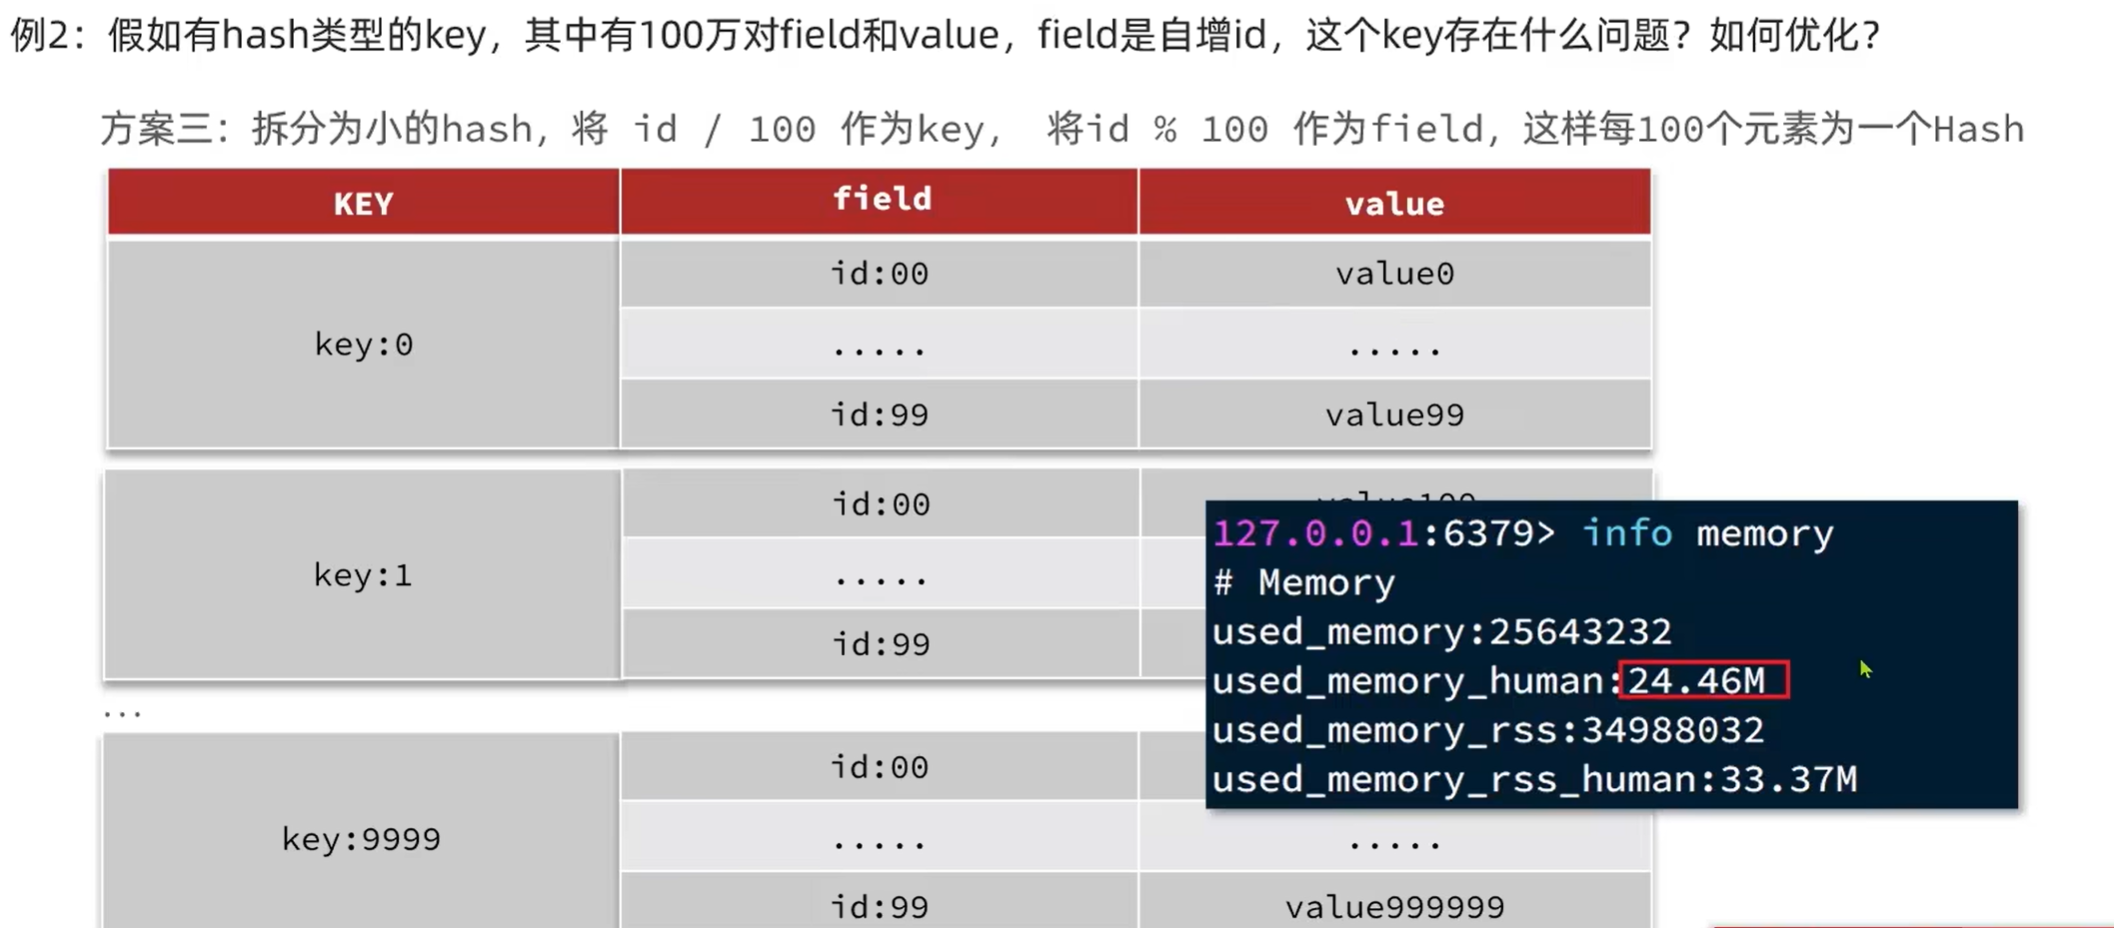 例2：假如有hash类型的key，其中有100万对field和value，field是自增id，这个key存在什么问题？如何优化？
方案三：拆分为小的hash，将 id / 100 作为key， 将id % 100 作为field，这样每100个元素为一个Hash
KEY field value
key:0
id:00 value0
..... .....
id:99 value99
key:1
id:00 value100
.....
id:99
...
key:9999
id:00
..... .....
id:99 value999999
127.0.0.1:6379> info memory
# Memory
used_memory:25643232
used_memory_human:24.46M
used_memory_rss:34988032
used_memory_rss_human:33.37M